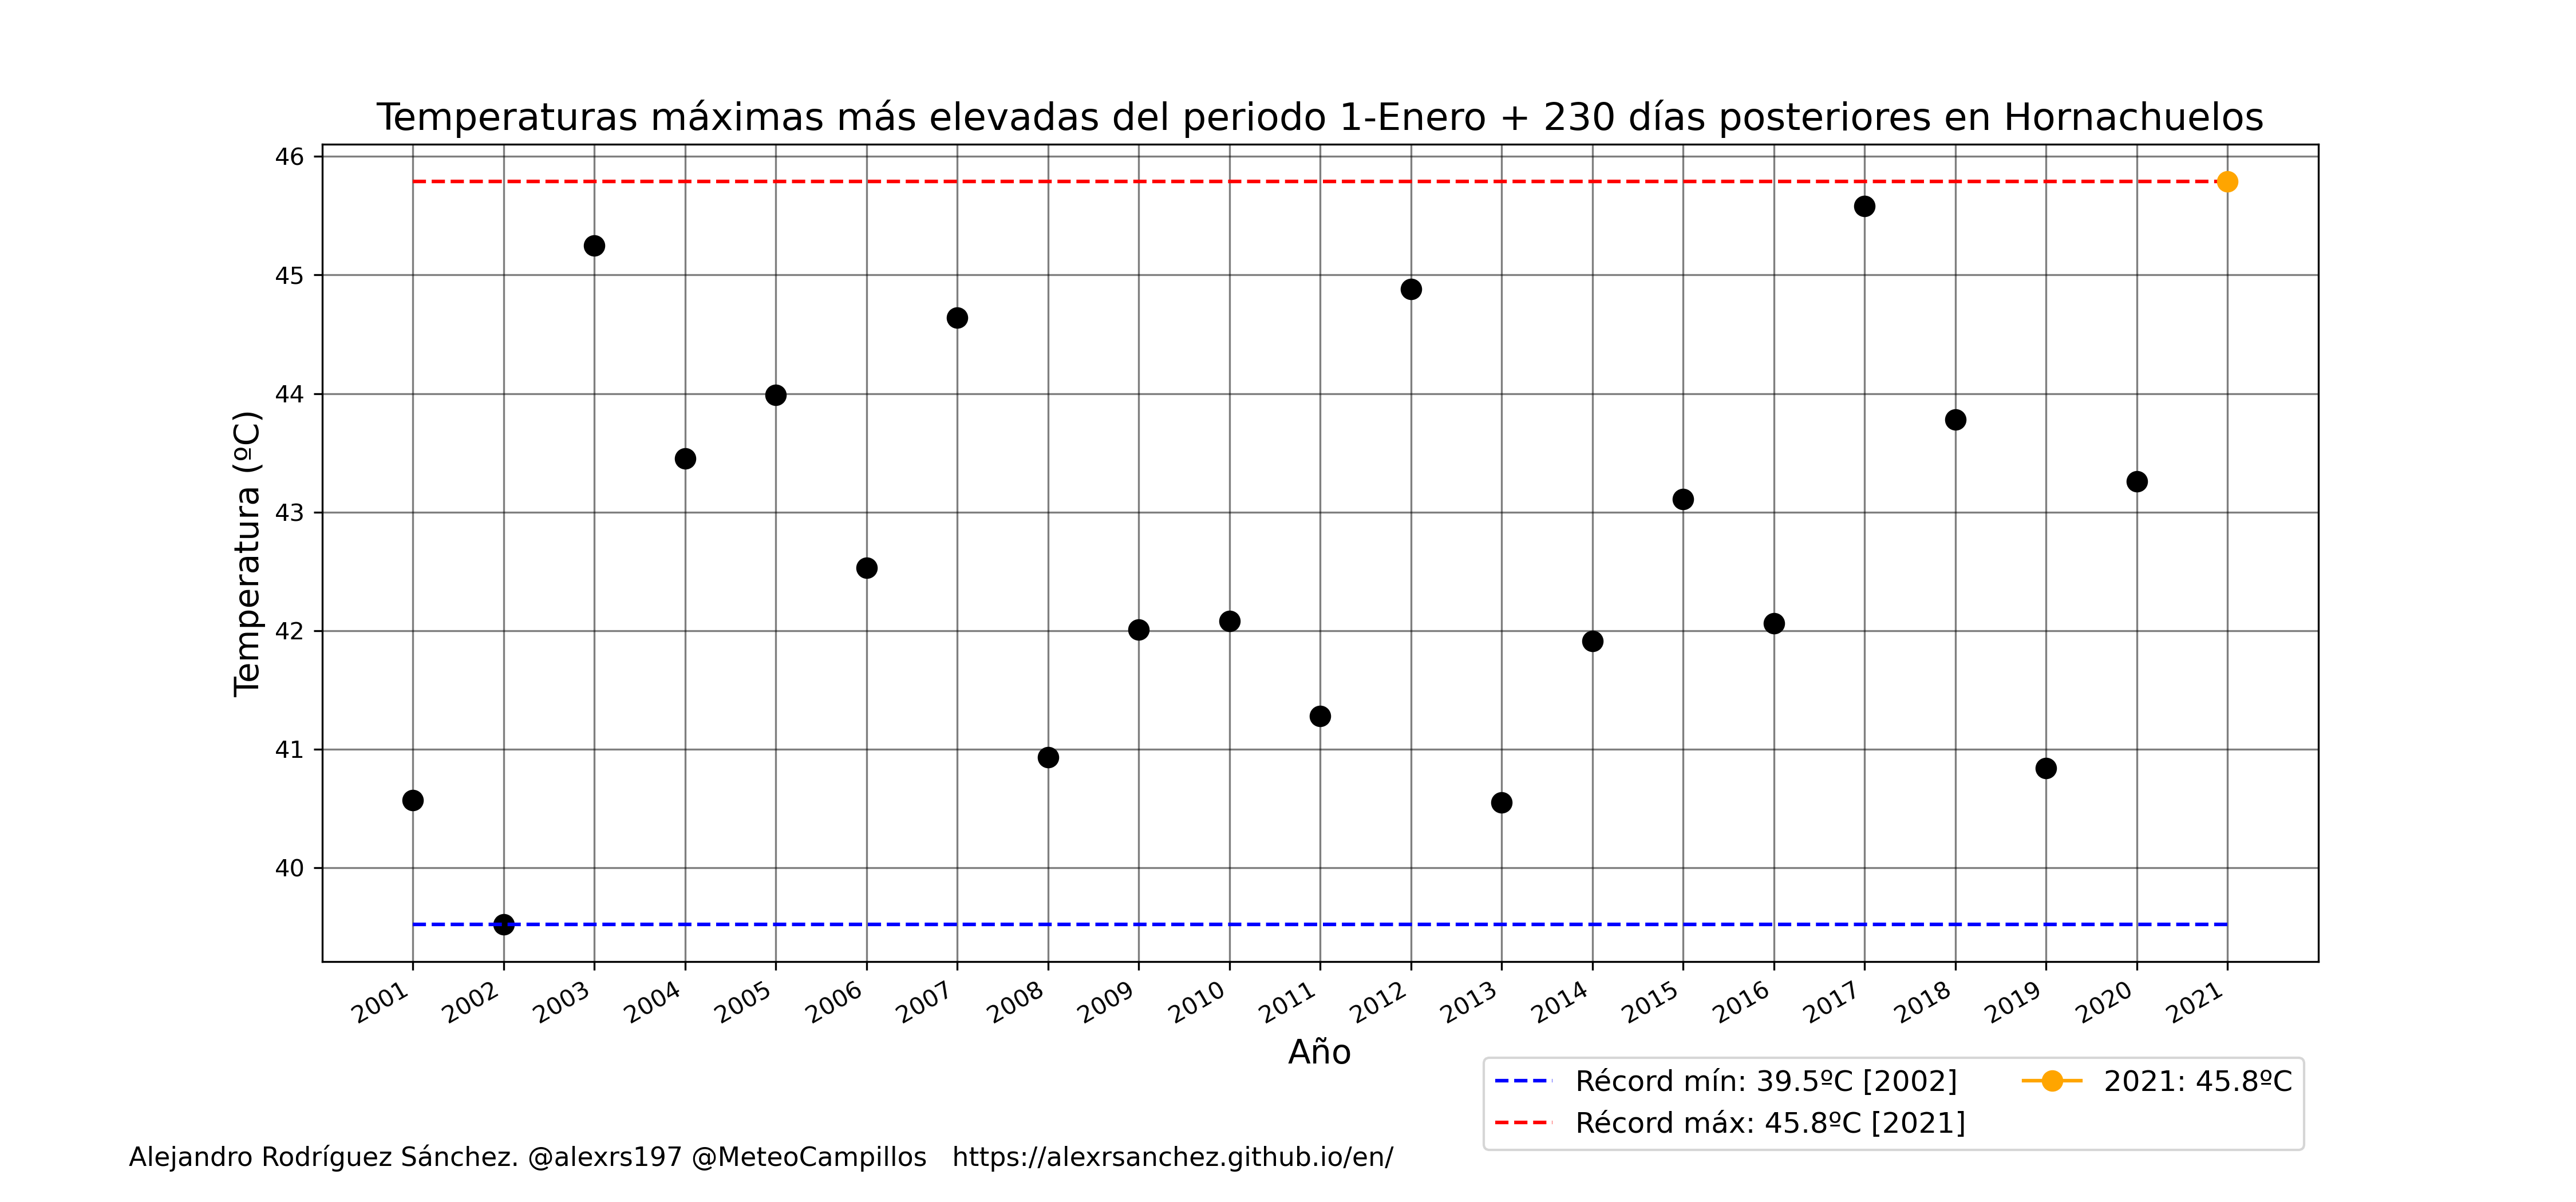 Temperaturas máximas más elevadas del periodo 1-Enero + 230 días posteriores en Hornachuelos
Temperatura (ºC)
46
45
44
43
42
41
40
2001 2002 2003 2004 2005 2006 2007 2008 2009 2010 2011 2012 2013 2014 2015 2016 2017 2018 2019 2020 2021
Año
Récord mín: 39.5ºC [2002]
Récord máx: 45.8ºC [2021]
2021: 45.8ºC
Alejandro Rodríguez Sánchez. @alexrs197 @MeteoCampillos https://alexrsanchez.github.io/en/